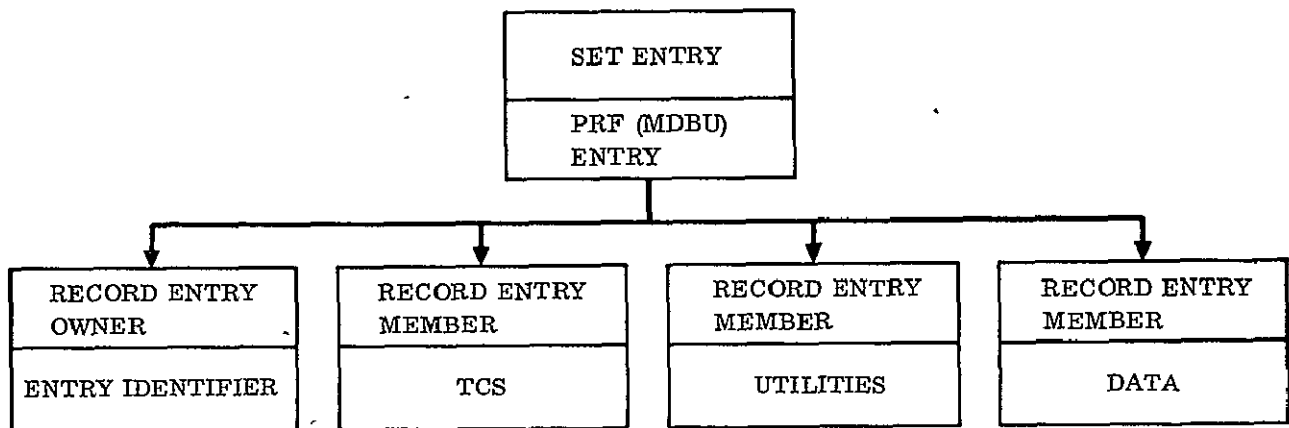 SET ENTRY
PRF (MDBU)
ENTRY
RECORD ENTRY
OWNER
ENTRY IDENTIFIER
RECORD ENTRY
MEMBER
TCS
RECORD ENTRY
MEMBER
UTILITIES
RECORD ENTRY
MEMBER
DATA